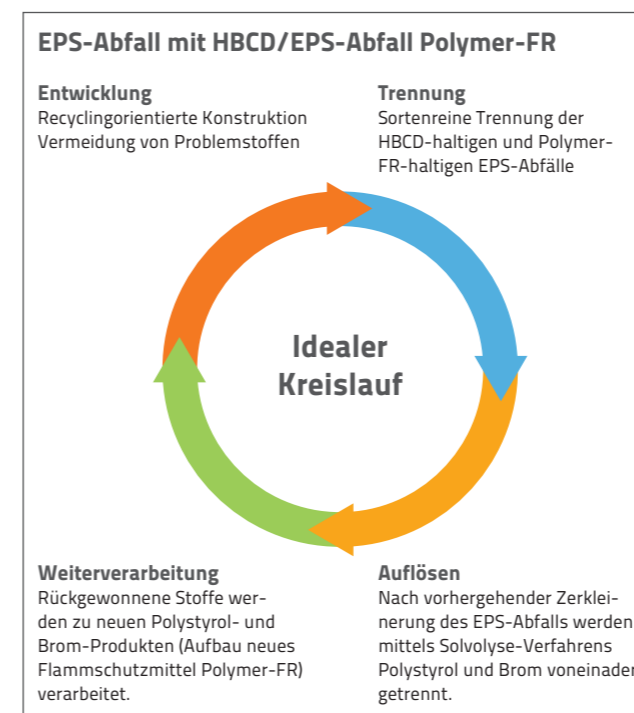 EPS-Abfall mit HBCD/EPS-Abfall Polymer-FR
Entwicklung
Recyclingorientierte Konstruktion
Vermeidung von Problemstoffen
Trennung
Sortenreine Trennung der
HBCD-haltigen und Polymer-
FR-haltigen EPS-Abfälle
Idealer
Kreislauf
Weiterverarbeitung
Rückgewonnene Stoffe wer-
den zu neuen Polystyrol- und
Brom-Produkten (Aufbau neues
Flammschutzmittel Polymer-FR)
verarbeitet.
Auflösen
Nach vorhergehender Zerklei-
nerung des EPS-Abfalls werden
mittels Solvolyse-Verfahrens
Polystyrol und Brom voneinader
getrennt.